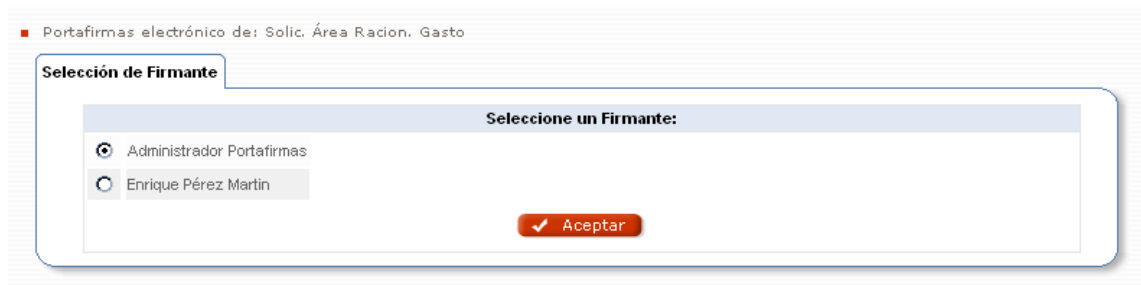 Portafirmas electrónico de: Solic. Área Racion. Gasto
Selección de Firmante
Seleccione un Firmante:
Administrador Portafirmas
Enrique Pérez Martin
Aceptar